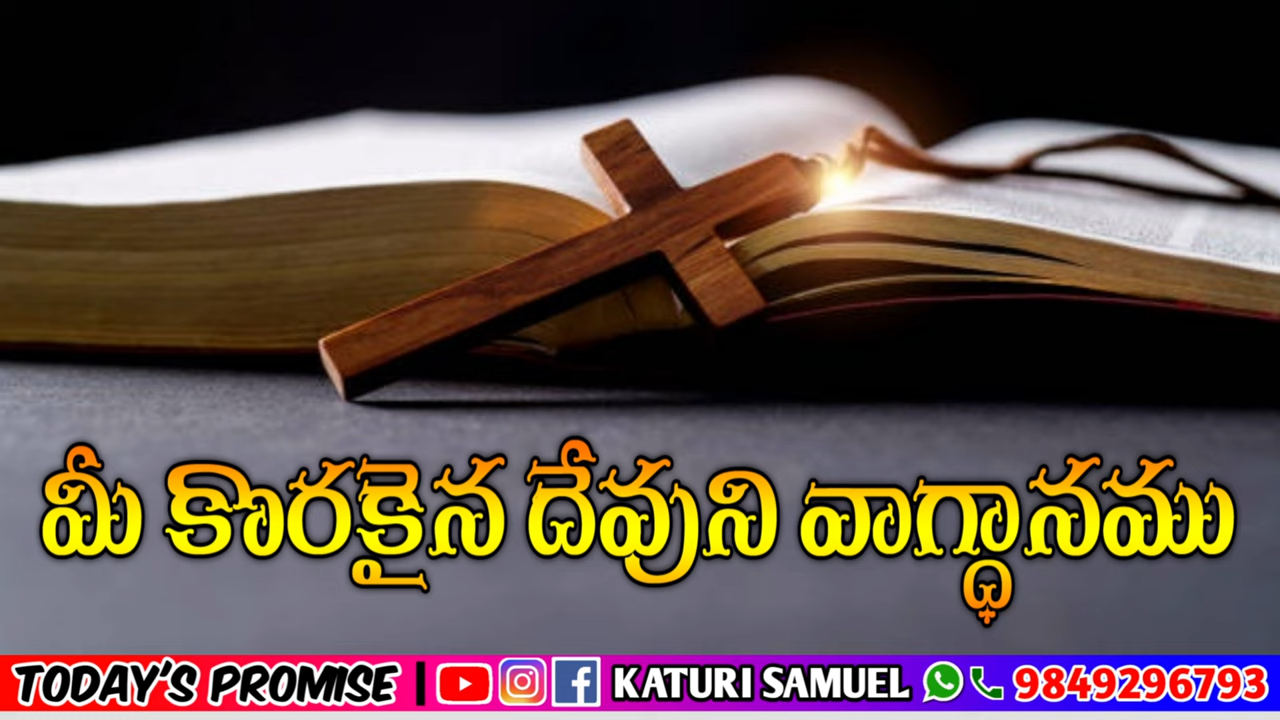 మీ కొరకైన దేవుని వాగ్ధానము
TODAY'S PROMISE | KATURI SAMUEL 9849296793